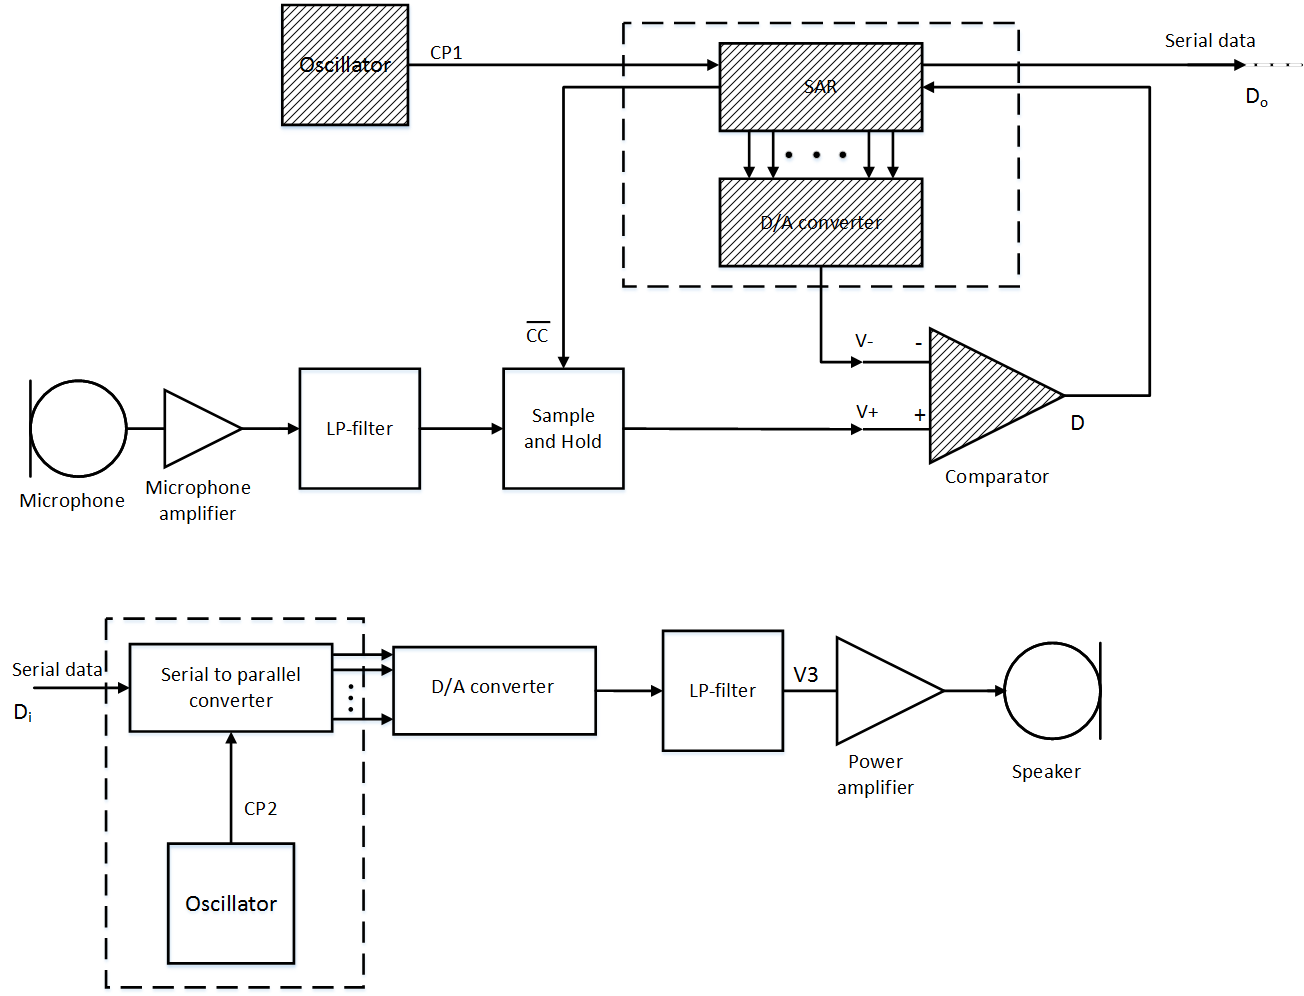 Oscillator
CP1
SAR
Serial data
Do
D/A converter
CC
V-
-
V+
+
D
Comparator
LP-filter
Sample
and Hold
Microphone
Microphone
amplifier
Serial data
Di
Serial to parallel
converter
D/A converter
LP-filter
V3
Power
amplifier
Speaker
CP2
Oscillator